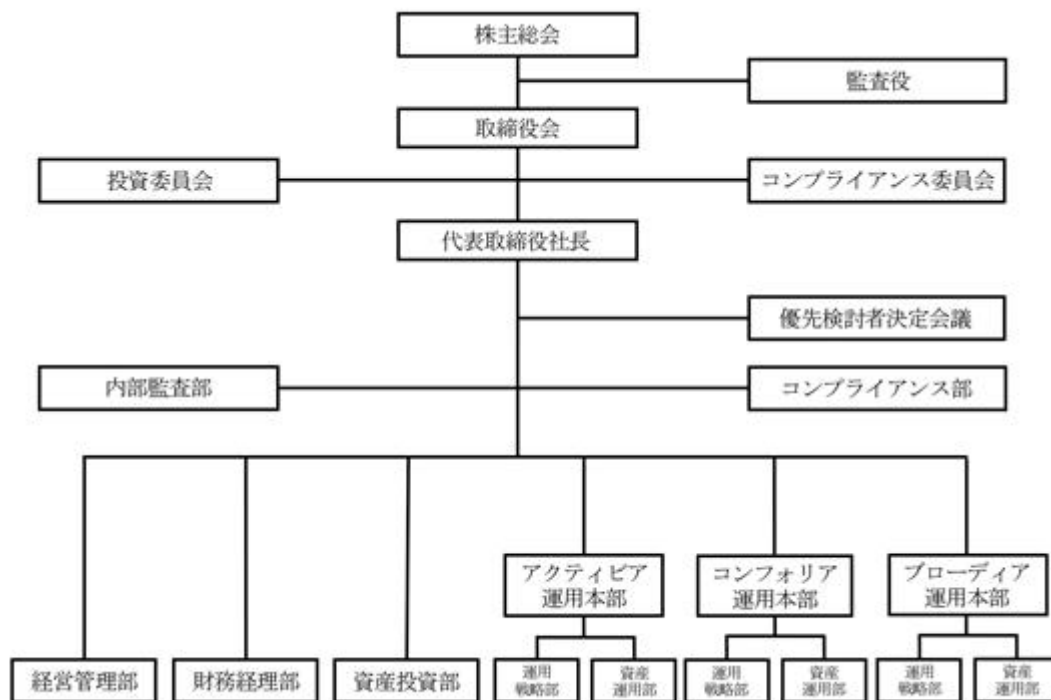 株主総会
監査役
取締役会
投資委員会
コンプライアンス委員会
代表取締役社長
優先検討者決定会議
内部監査部
コンプライアンス部
アクティビア
運用本部
コンフォリア
運用本部
ブローディア
運用本部
経営管理部
財務経理部
資産投資部
運用
戦略部
資産
運用部
運用
戦略部
資産
運用部
運用
戦略部
資産
運用部